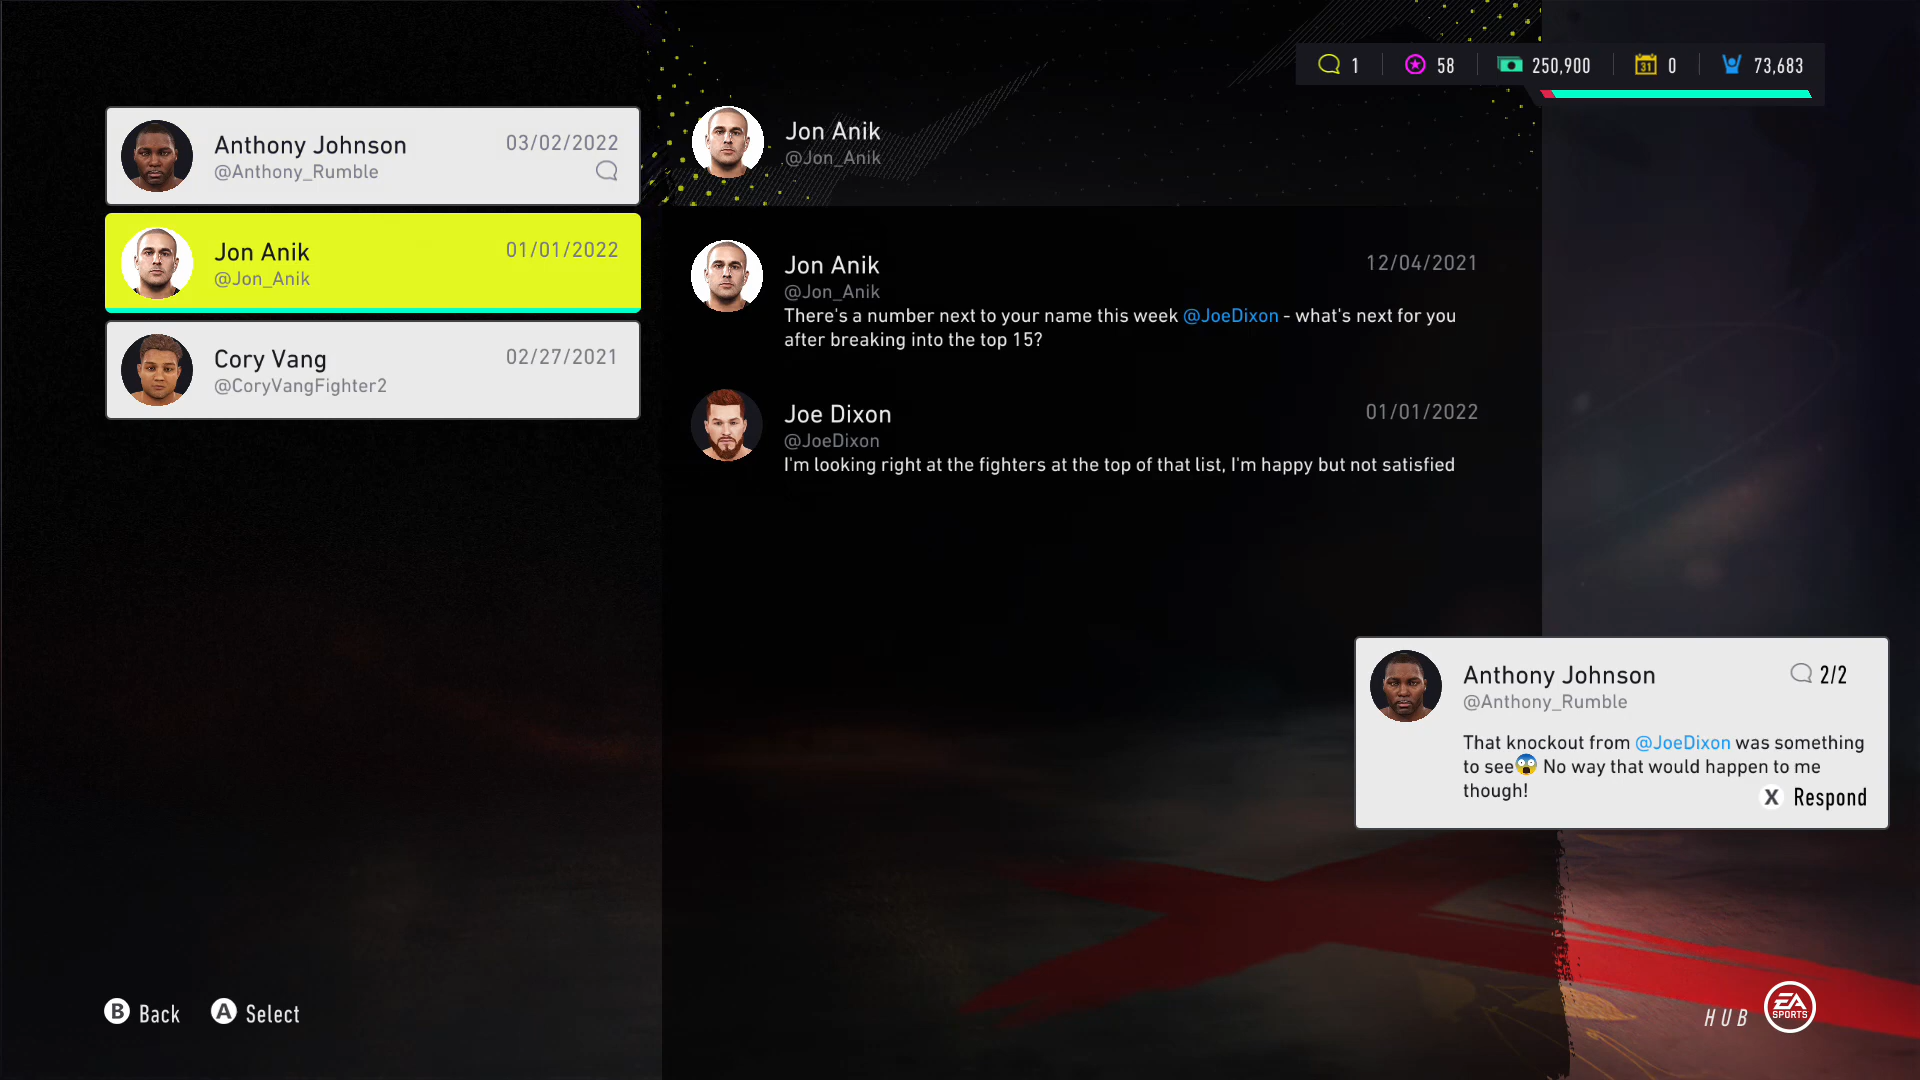 1 58 250,900 31 0 73,683
Anthony Johnson 03/02/2022
@Anthony_Rumble
Jon Anik 01/01/2022
@Jon_Anik
Cory Vang 02/27/2021
@CoryVangFighter2
Jon Anik
@Jon_Anik
Jon Anik 12/04/2021
@Jon_Anik
There's a number next to your name this week @JoeDixon - what's next for you
after breaking into the top 15?
Joe Dixon 01/01/2022
@JoeDixon
I'm looking right at the fighters at the top of that list, I'm happy but not satisfied
Anthony Johnson 2/2
@Anthony_Rumble
That knockout from @JoeDixon was something
to see😱 No way that would happen to me
though!
X Respond
B Back A Select
HUB EA SPORTS